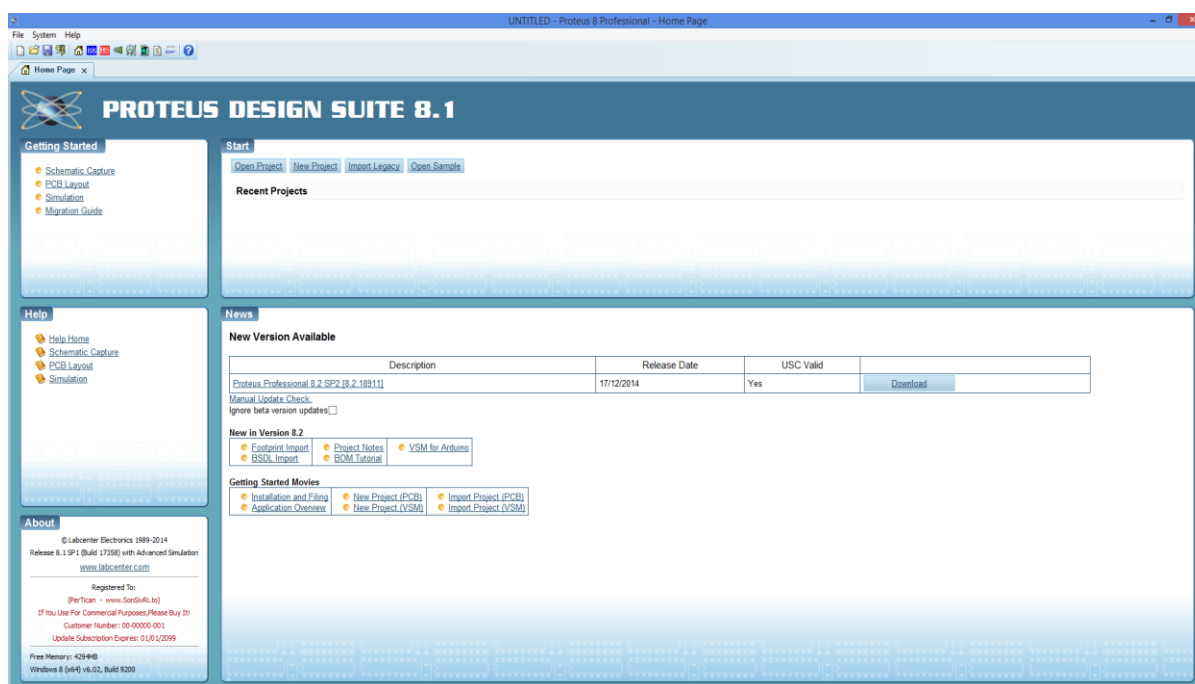 UNTITLED - Proteus 8 Professional - Home Page
File System Help
Home Page x
PROTEUS DESIGN SUITE 8.1
Getting Started
Schematic Capture
PCB Layout
Simulation
Migration Guide
Start
Open Project New Project Import Legacy Open Sample
Recent Projects
Help
Help Home
Schematic Capture
PCB Layout
Simulation
News
New Version Available
Description Release Date USC Valid
Proteus Professional 8.2 SP2 [8.2.18911] 17/12/2014 Yes Download
Manual Update Check.
Ignore beta version updates
New in Version 8.2
Footprint Import Project Notes VSM for Arduino
BSDL Import BOM Tutorial
Getting Started Movies
Installation and Filing New Project (PCB) Import Project (PCB)
Application Overview New Project (VSM) Import Project (VSM)
About
© Labcenter Electronics 1989-2014
Release 8.1 SP1 (Build 17358) with Advanced Simulation
www.labcenter.com
Registered To:
(PerTican - www.SonSivRi.to)
If You Use For Commercial Purposes,Please Buy It!
Customer Number: 00-00000-001
Update Subscription Expires: 01/01/2099
Free Memory: 4294MB
Windows 8 (x64) v6.02, Build 9200